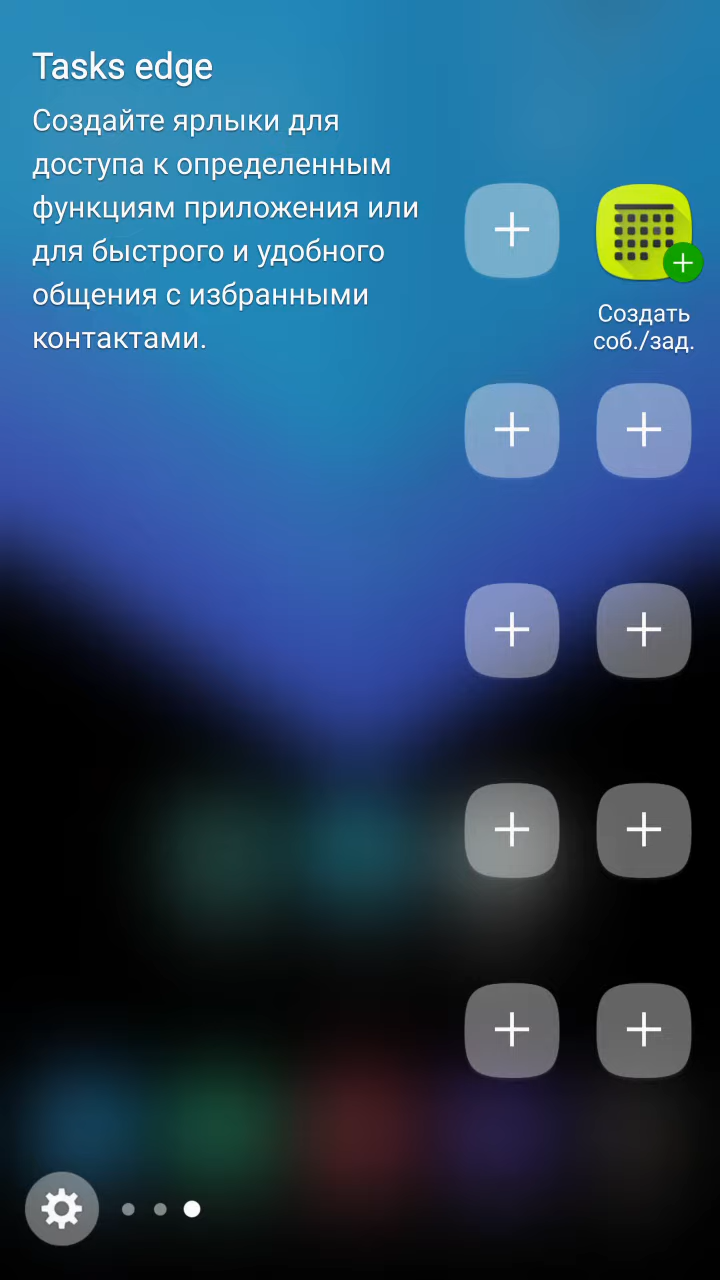 Tasks edge
Создайте ярлыки для
доступа к определенным
функциям приложения или
для быстрого и удобного
общения с избранными
контактами.
Создать
соб./зад.